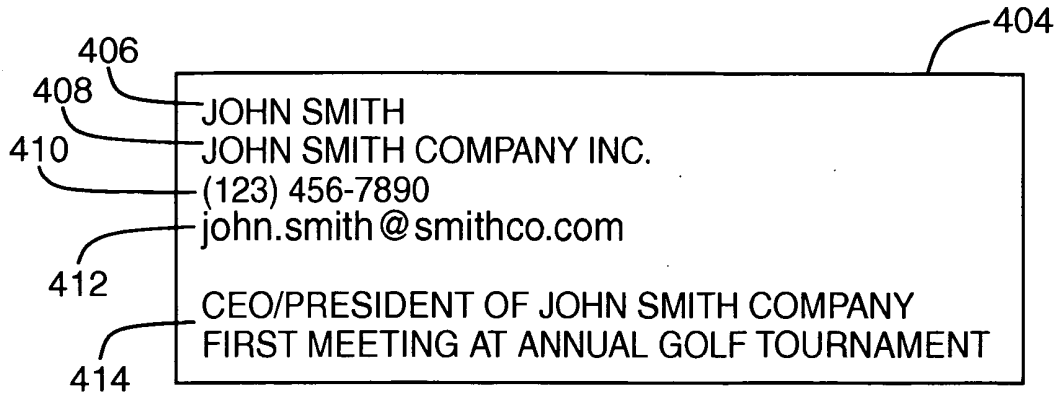 404
406
408
410
412
414
JOHN SMITH
JOHN SMITH COMPANY INC.
(123) 456-7890
john.smith@smithco.com
CEO/PRESIDENT OF JOHN SMITH COMPANY
FIRST MEETING AT ANNUAL GOLF TOURNAMENT